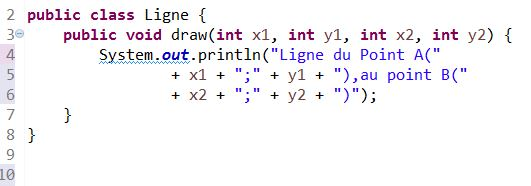 2 public class Ligne {
3 public void draw(int x1, int y1, int x2, int y2) {
4 System.out.println("Ligne du Point A("
5 + x1 + ";" + y1 + "),au point B("
6 + x2 + ";" + y2 + ")");
7 }
8 }
9
10